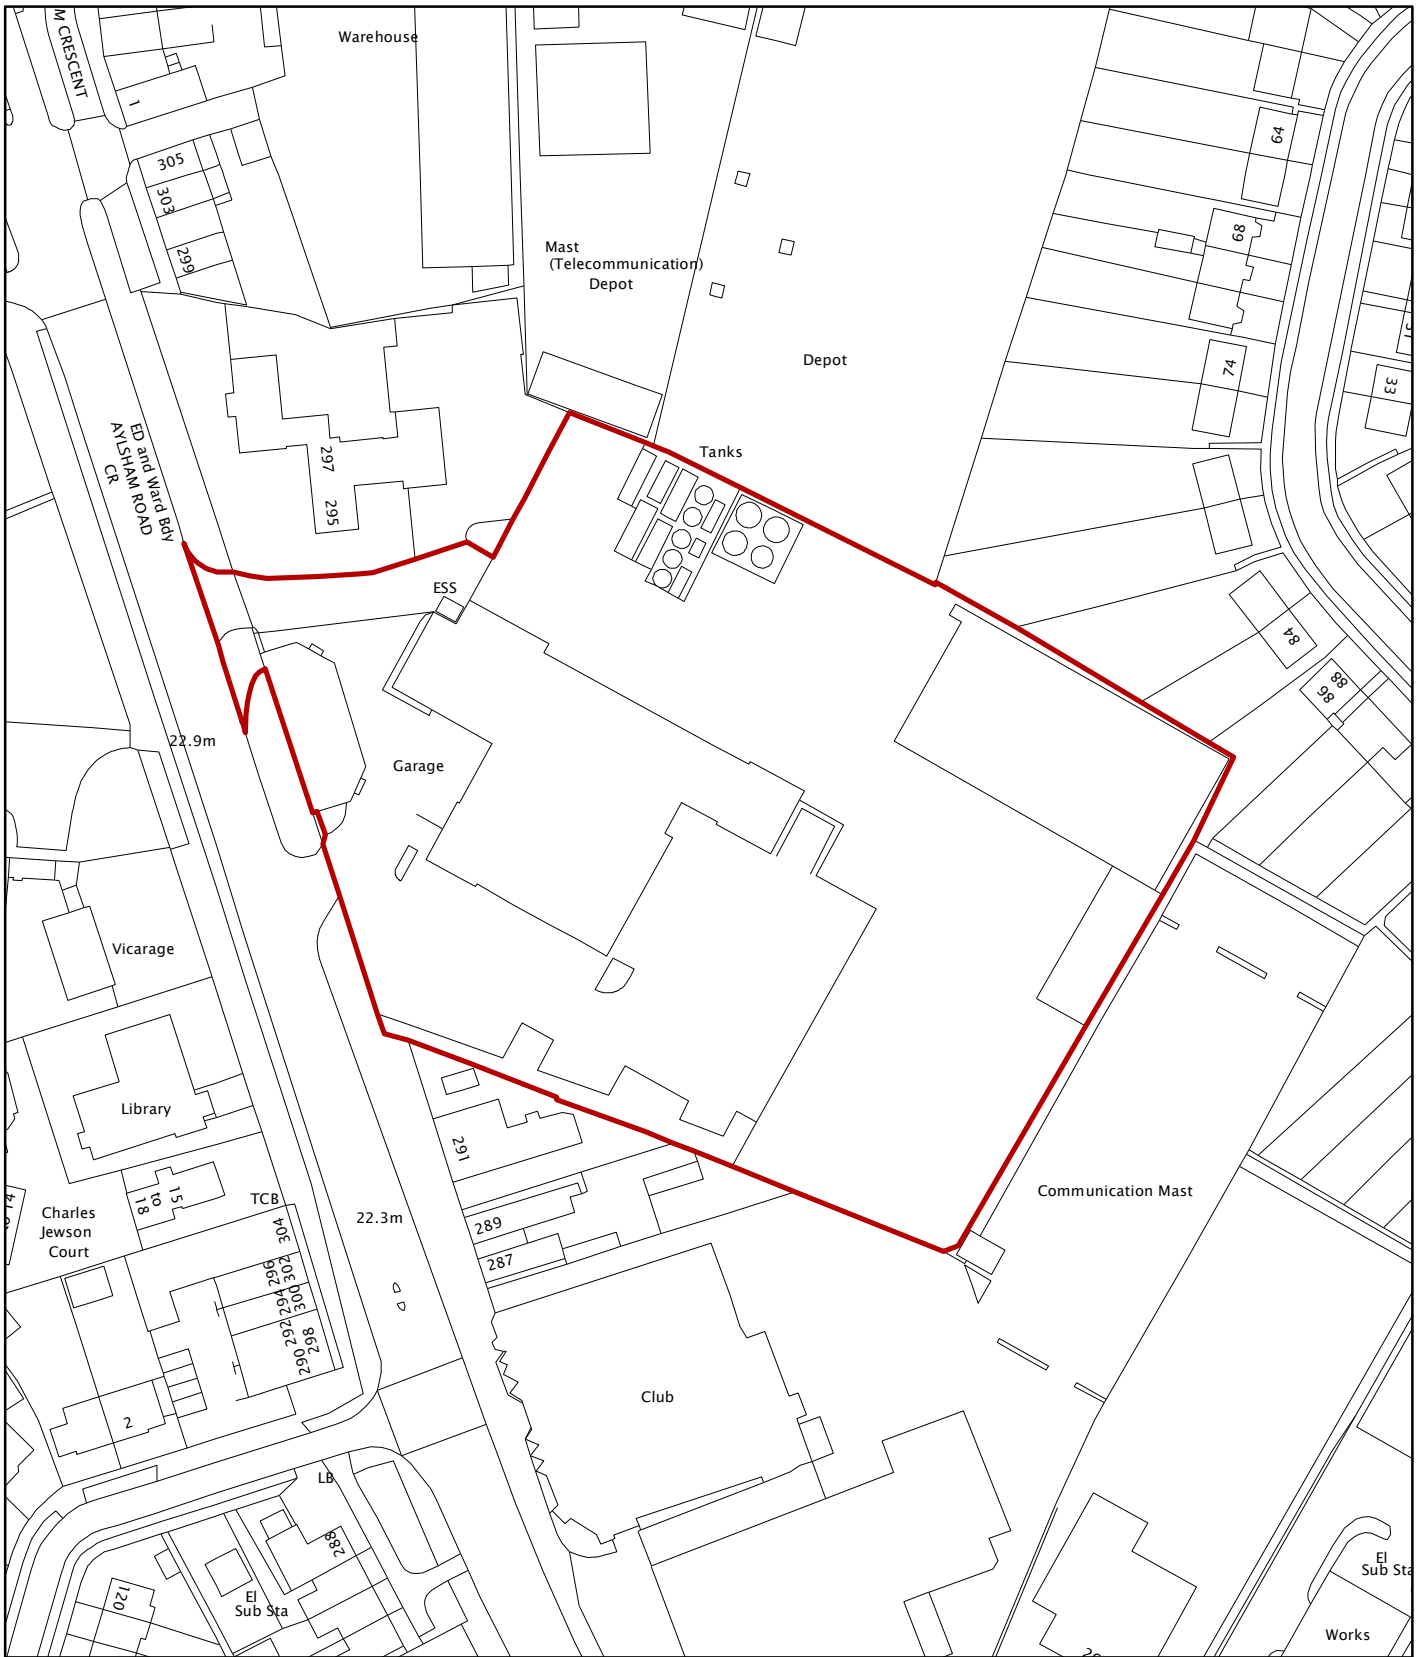 M CRESCENT
Warehouse
1
305
303
299
64
68
74
33
Mast
(Telecommunication)
Depot
Depot
Tanks
ED and Ward Bdy
AYLSHAM ROAD
CR
297
295
ESS
84
88
86
22.9m
Garage
Vicarage
Library
291
15
to
18
TCB
Charles
Jewson
Court
22.3m
289
287
Communication Mast
304
302
300
298
296
294
292
290
2
Club
LB
288
El
Sub Sta
120
El
Sub Sta
Works